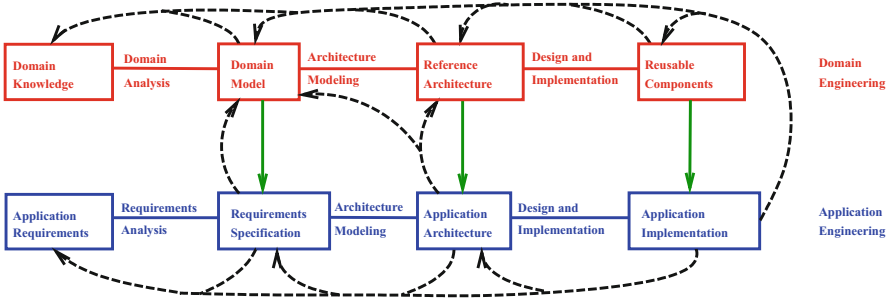 Domain
Knowledge
Domain
Analysis
Domain
Model
Architecture
Modeling
Reference
Architecture
Design and
Implementation
Reusable
Components
Domain
Engineering
Application
Requirements
Requirements
Analysis
Requirements
Specification
Architecture
Modeling
Application
Architecture
Design and
Implementation
Application
Implementation
Application
Engineering